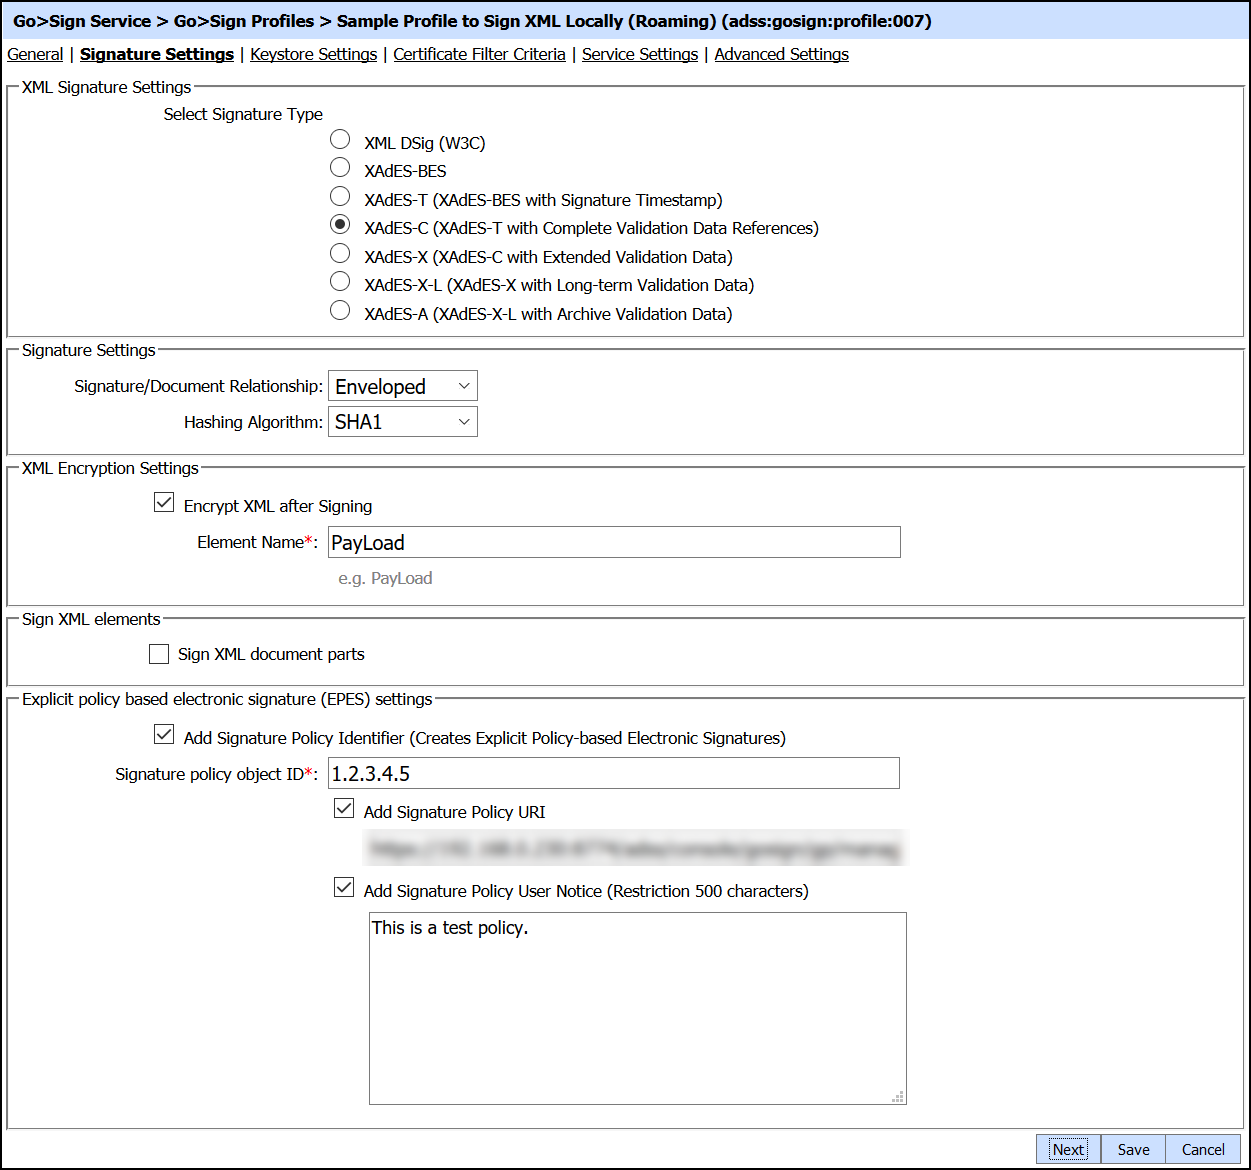 Go>Sign Service > Go>Sign Profiles > Sample Profile to Sign XML Locally (Roaming) (adss:gosign:profile:007)
General | Signature Settings | Keystore Settings | Certificate Filter Criteria | Service Settings | Advanced Settings
XML Signature Settings
Select Signature Type
XML DSig (W3C)
XAdES-BES
XAdES-T (XAdES-BES with Signature Timestamp)
XAdES-C (XAdES-T with Complete Validation Data References)
XAdES-X (XAdES-C with Extended Validation Data)
XAdES-X-L (XAdES-X with Long-term Validation Data)
XAdES-A (XAdES-X-L with Archive Validation Data)
Signature Settings
Signature/Document Relationship: Enveloped
Hashing Algorithm: SHA1
XML Encryption Settings
Encrypt XML after Signing
Element Name*: PayLoad
e.g. PayLoad
Sign XML elements
Sign XML document parts
Explicit policy based electronic signature (EPES) settings
Add Signature Policy Identifier (Creates Explicit Policy-based Electronic Signatures)
Signature policy object ID*: 1.2.3.4.5
Add Signature Policy URI
Add Signature Policy User Notice (Restriction 500 characters)
This is a test policy.
Next Save Cancel